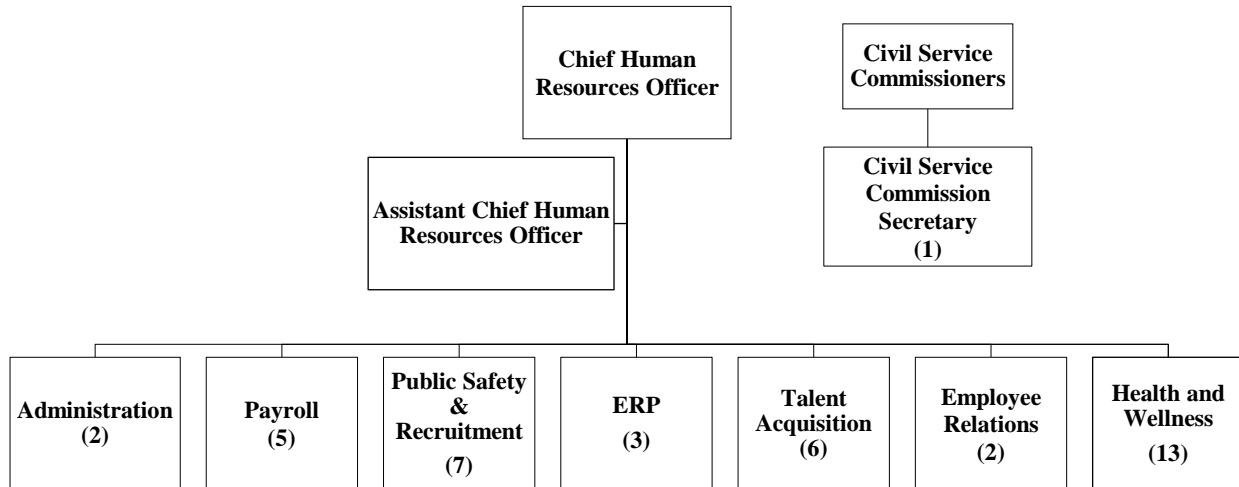 Chief Human
Resources Officer
Civil Service
Commissioners
Assistant Chief Human
Resources Officer
Civil Service
Commission
Secretary
(1)
Administration
(2)
Payroll
(5)
Public Safety
&
Recruitment
(7)
ERP
(3)
Talent
Acquisition
(6)
Employee
Relations
(2)
Health and
Wellness
(13)